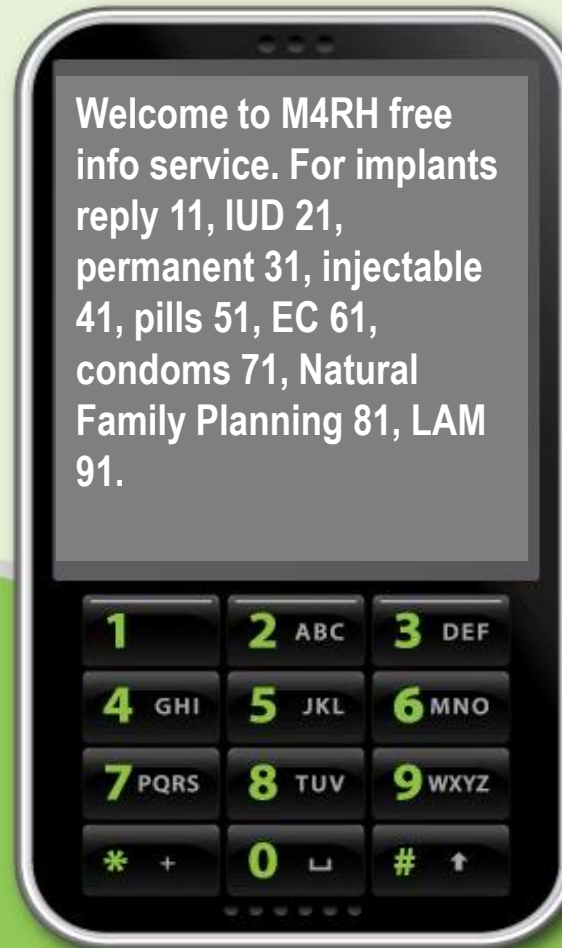 Welcome to M4RH free
info service. For implants
reply 11, IUD 21,
permanent 31, injectable
41, pills 51, EC 61,
condoms 71, Natural
Family Planning 81, LAM
91.
1 2 ABC 3 DEF
4 GHI 5 JKL 6 MNO
7 PQRS 8 TUV 9 WXYZ
* + 0 ␣ # ⬆